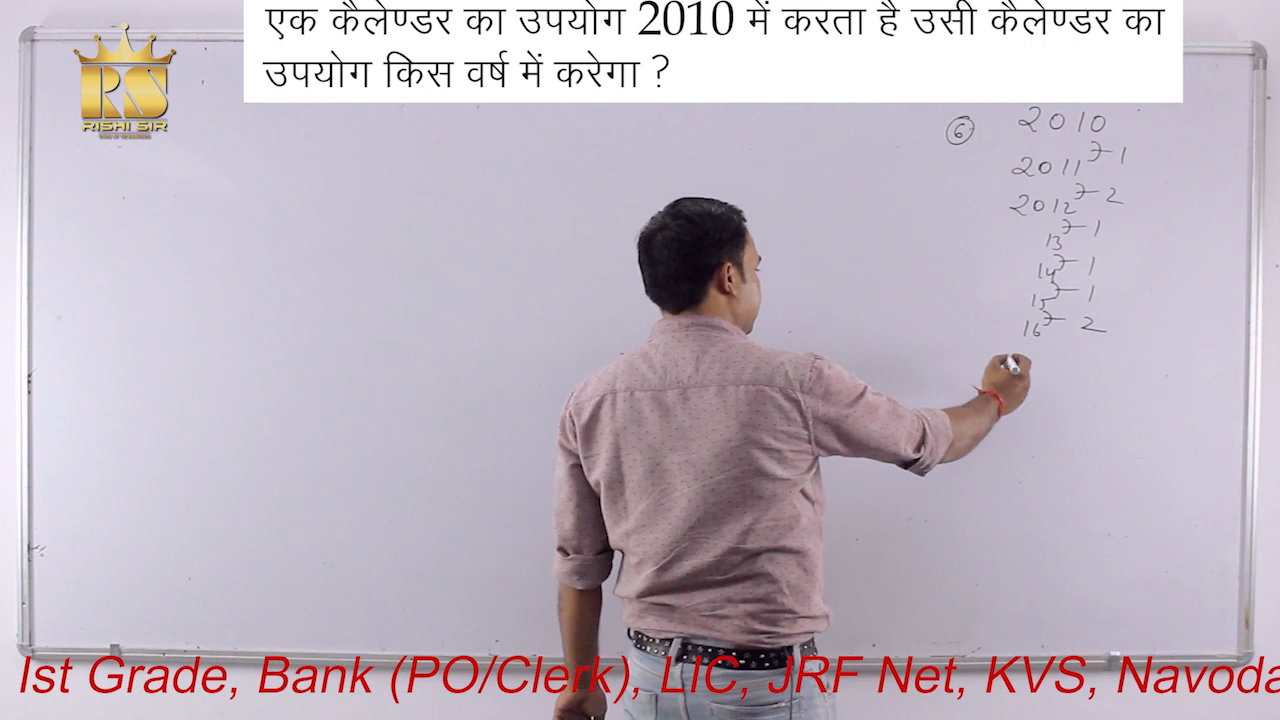 एक कैलेण्डर का उपयोग 2010 में करता है उसी कैलेण्डर का
उपयोग किस वर्ष में करेगा ?
RS
RISHI SIR
6 2010
2011 1
2012 2
13 1
14 1
15 1
16 2
Ist Grade, Bank (PO/Clerk), LIC, JRF Net, KVS, Navoda